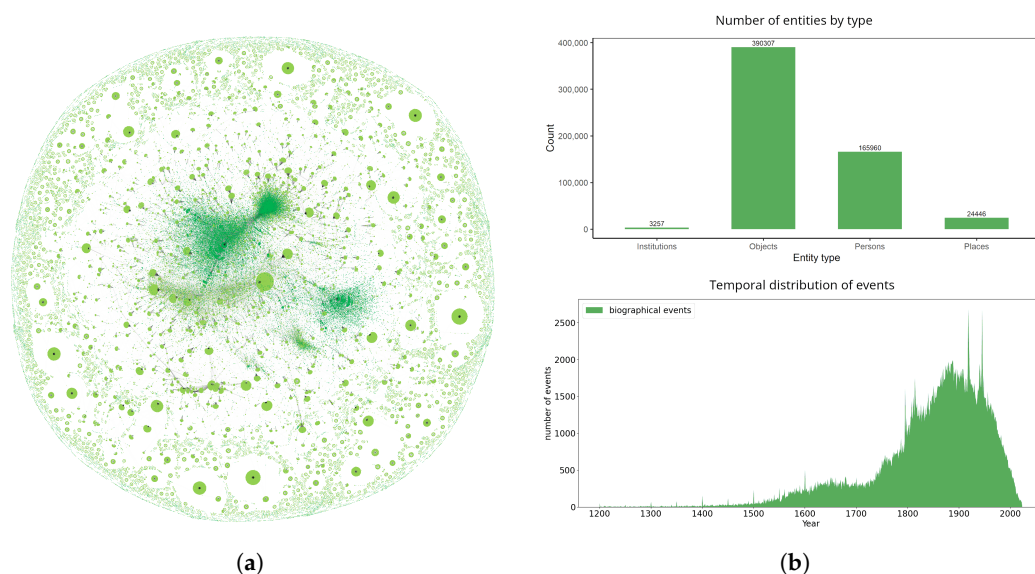 Number of entities by type
400,000
300,000
200,000
100,000
0
Count
390307
165960
24446
3257
Institutions Objects Persons Places
Entity type
Temporal distribution of events
biographical events
2500
2000
1500
1000
500
0
number of events
1200 1300 1400 1500 1600 1700 1800 1900 2000
Year
(a) (b)